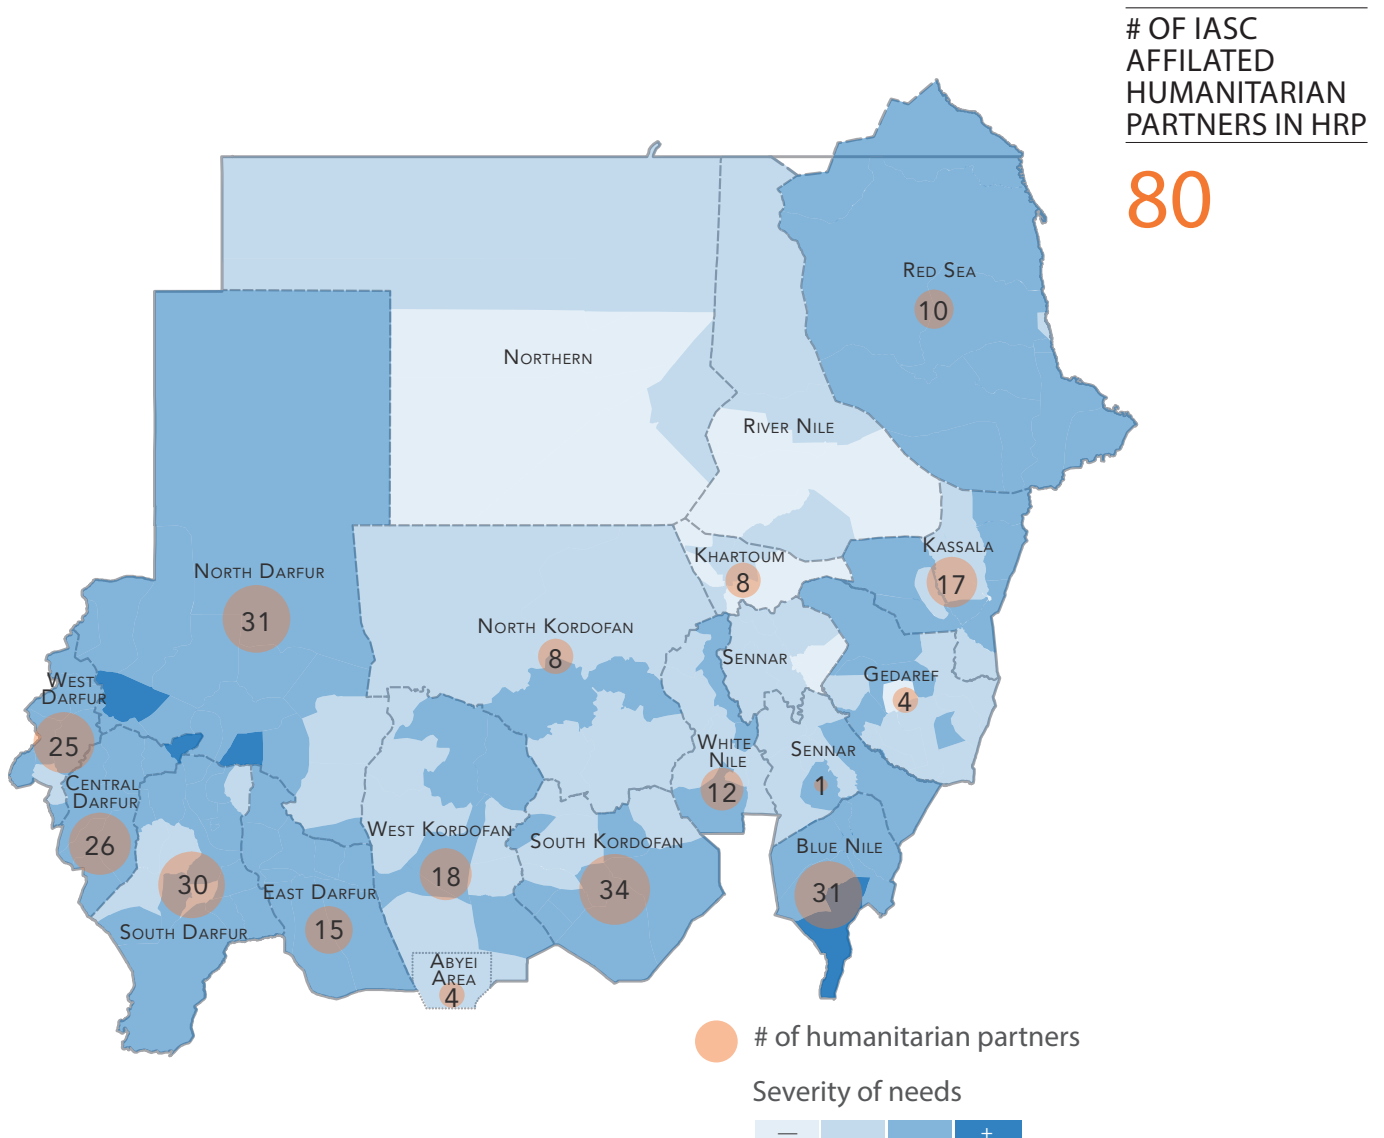 # OF IASC
AFFILATED
HUMANITARIAN
PARTNERS IN HRP
80
RED SEA
10
NORTHERN
RIVER NILE
KASSALA
17
KHARTOUM
8
NORTH DARFUR
31
NORTH KORDOFAN
8
SENNAR
GEDAREF
4
WEST
DARFUR
25
WHITE
NILE
12
SENNAR
1
CENTRAL
DARFUR
26
WEST KORDOFAN
18
SOUTH KORDOFAN
34
BLUE NILE
31
30
SOUTH DARFUR
EAST DARFUR
15
ABYEI
AREA
4
# of humanitarian partners
Severity of needs
— +